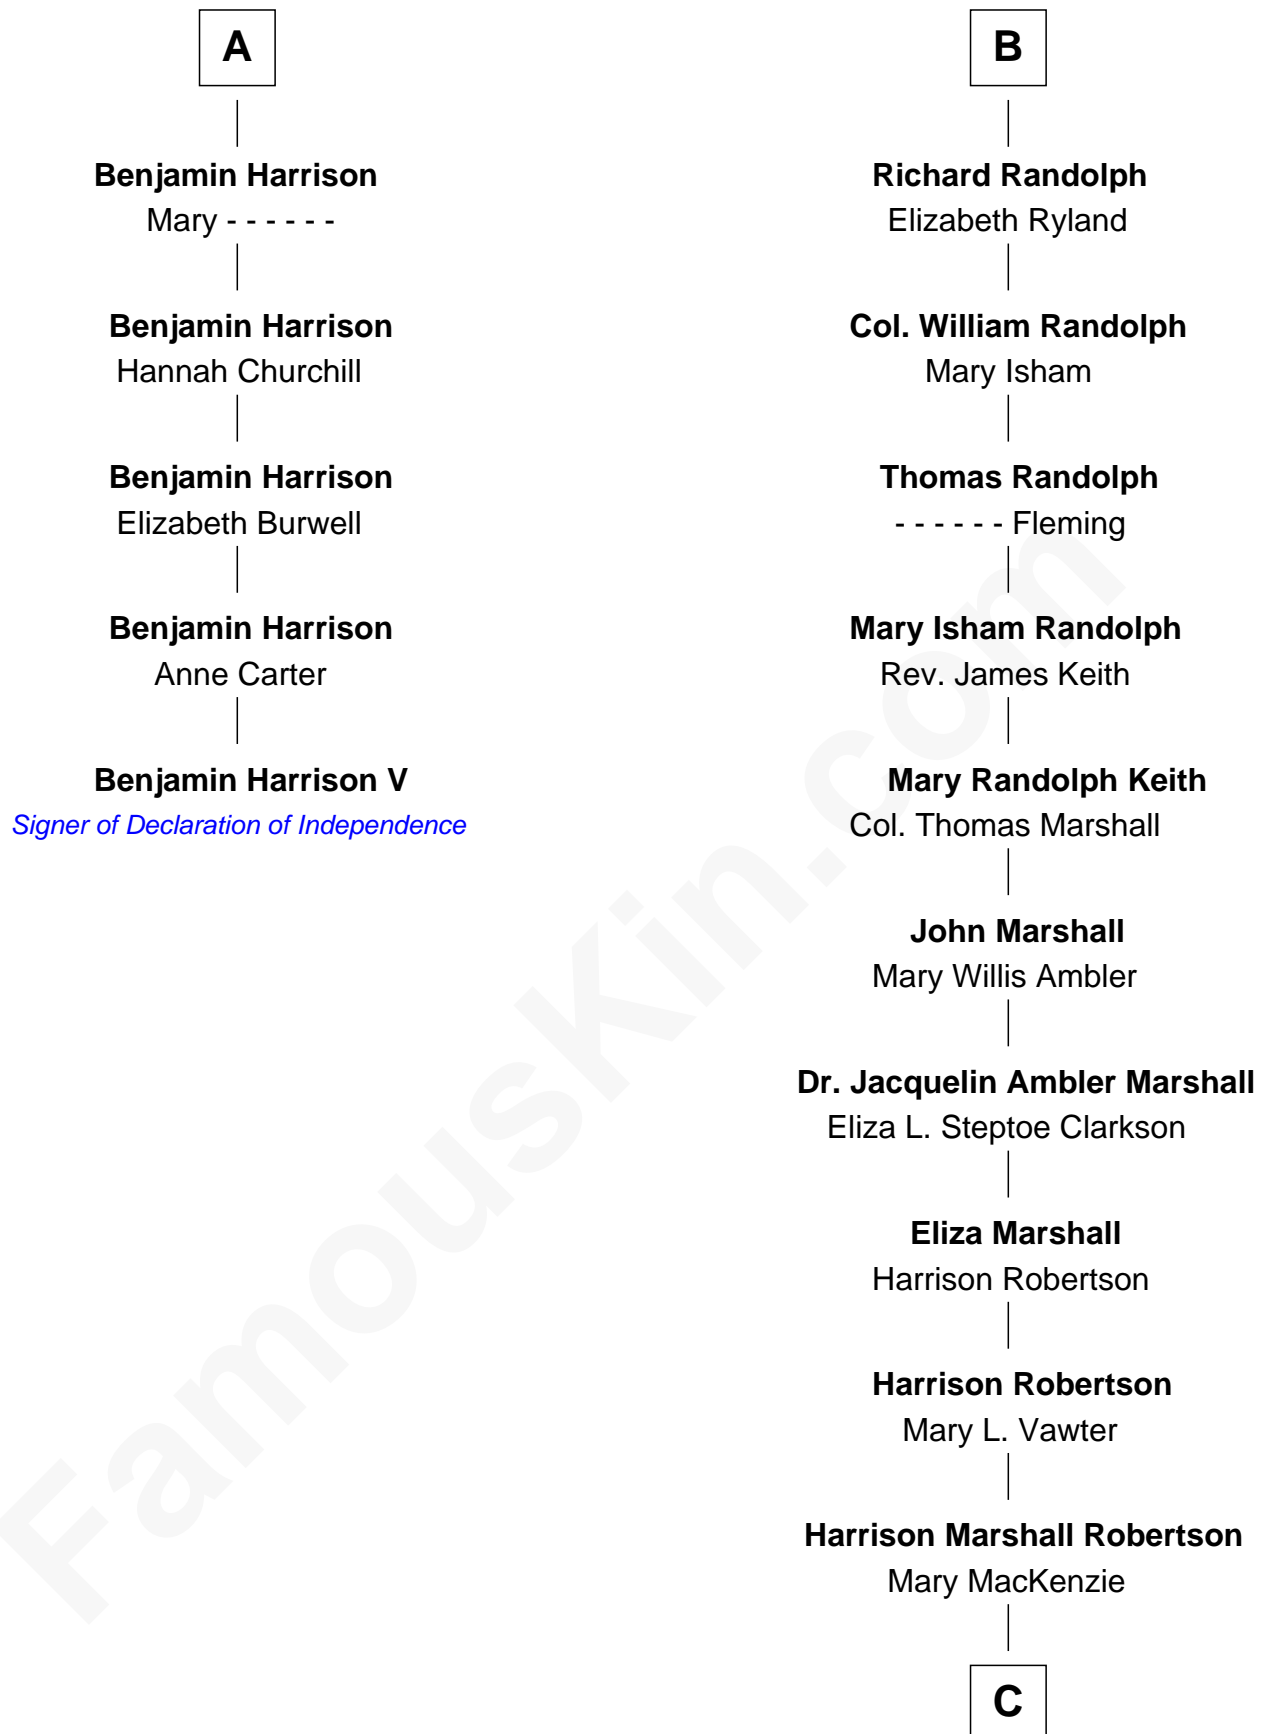 A
Benjamin Harrison
Mary - - - - - -
Benjamin Harrison
Hannah Churchill
Benjamin Harrison
Elizabeth Burwell
Benjamin Harrison
Anne Carter
Benjamin Harrison V
Signer of Declaration of Independence
B
Richard Randolph
Elizabeth Ryland
Col. William Randolph
Mary Isham
Thomas Randolph
- - - - - - Fleming
Mary Isham Randolph
Rev. James Keith
Mary Randolph Keith
Col. Thomas Marshall
John Marshall
Mary Willis Ambler
Dr. Jacquelin Ambler Marshall
Eliza L. Steptoe Clarkson
Eliza Marshall
Harrison Robertson
Harrison Robertson
Mary L. Vawter
Harrison Marshall Robertson
Mary MacKenzie
C
FamousKin.com